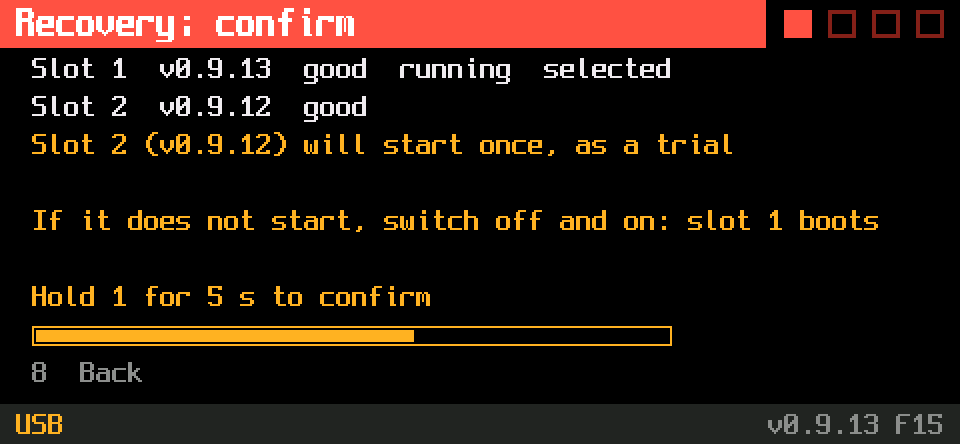 Recovery: confirm
Slot 1  v0.9.13  good  running  selected
Slot 2  v0.9.12  good
Slot 2 (v0.9.12) will start once, as a trial
If it does not start, switch off and on: slot 1 boots
Hold 1 for 5 s to confirm
8  Back
USB  v0.9.13 F15